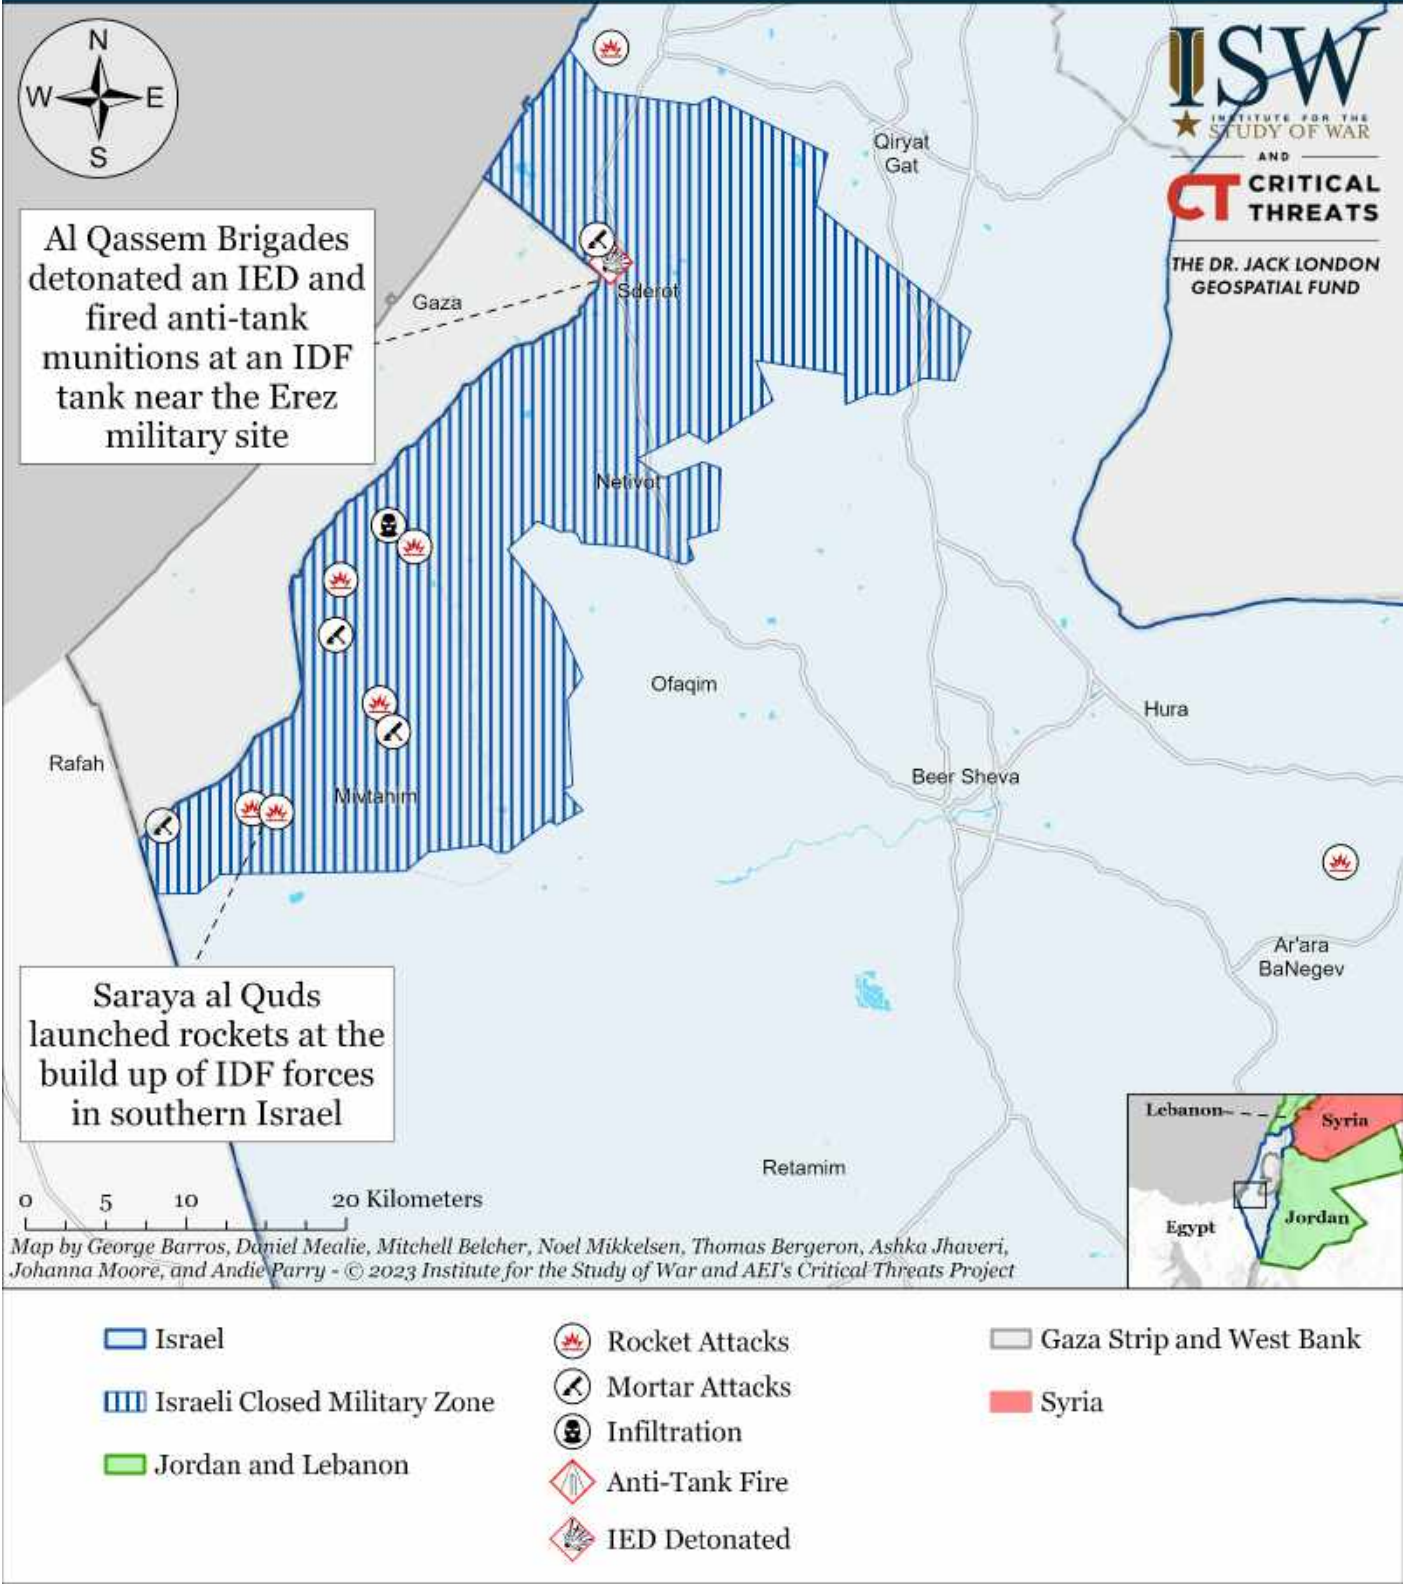 N
W
E
S
ISW
INSTITUTE FOR THE
STUDY OF WAR
AND
CT CRITICAL
THREATS
THE DR. JACK LONDON
GEOSPATIAL FUND
Qiryat
Gat
Al Qassem Brigades
detonated an IED and
fired anti-tank
munitions at an IDF
tank near the Erez
military site
Gaza
Sderot
Netivot
Ofaqim
Hura
Rafah
Beer Sheva
Mivtahim
Ar'ara
BaNegev
Saraya al Quds
launched rockets at the
build up of IDF forces
in southern Israel
Retamim
Lebanon
Syria
Egypt
Jordan
0 5 10 20 Kilometers
Map by George Barros, Daniel Mealie, Mitchell Belcher, Noel Mikkelsen, Thomas Bergeron, Ashka Jhaveri,
Johanna Moore, and Andie Parry - © 2023 Institute for the Study of War and AEI's Critical Threats Project
Israel
Israeli Closed Military Zone
Jordan and Lebanon
Rocket Attacks
Mortar Attacks
Infiltration
Anti-Tank Fire
IED Detonated
Gaza Strip and West Bank
Syria